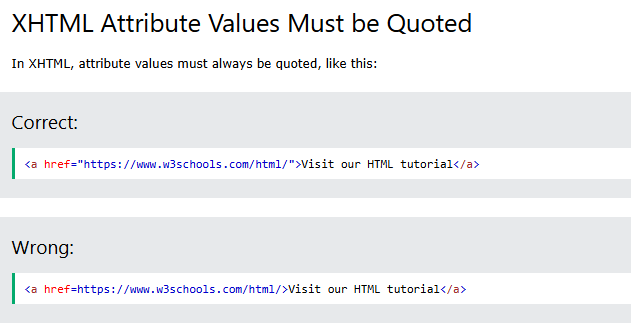 XHTML Attribute Values Must be Quoted
In XHTML, attribute values must always be quoted, like this:
Correct:
<a href="https://www.w3schools.com/html/">Visit our HTML tutorial</a>
Wrong:
<a href=https://www.w3schools.com/html/>Visit our HTML tutorial</a>